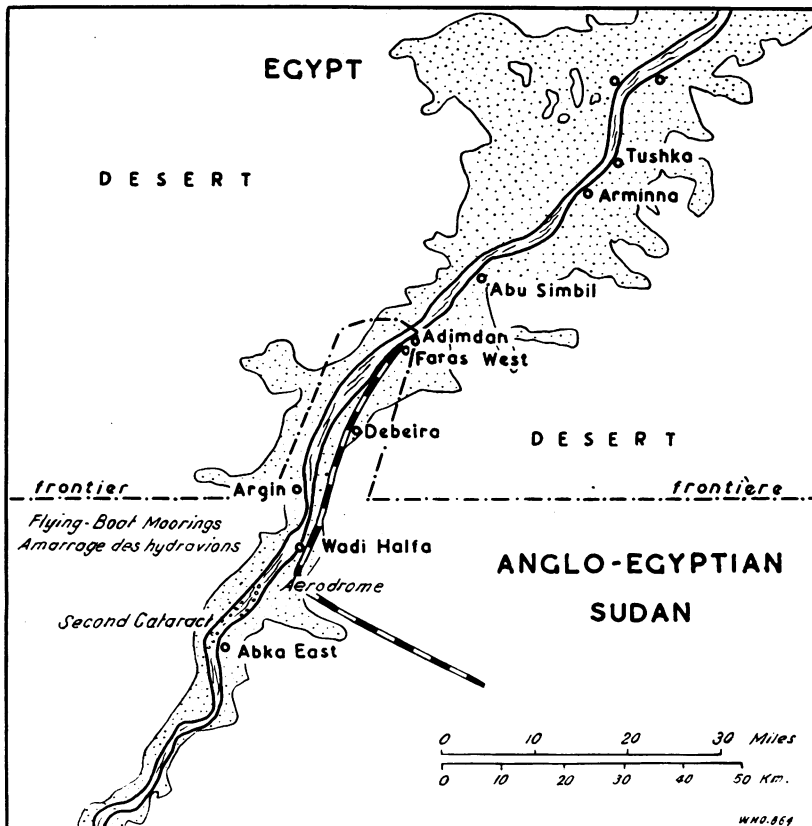 EGYPT
DESERT
Tushka
Arminna
Abu Simbil
Adimdan
Faras West
Debeira
DESERT
frontier
Argin
frontière
Flying-Boat Moorings
Amarrage des hydravions
Wadi Halfa
ANGLO-EGYPTIAN
SUDAN
Aerodrome
Second Cataract
Abka East
0 10 20 30 Miles
0 10 20 30 40 50 Km.
WHO.864